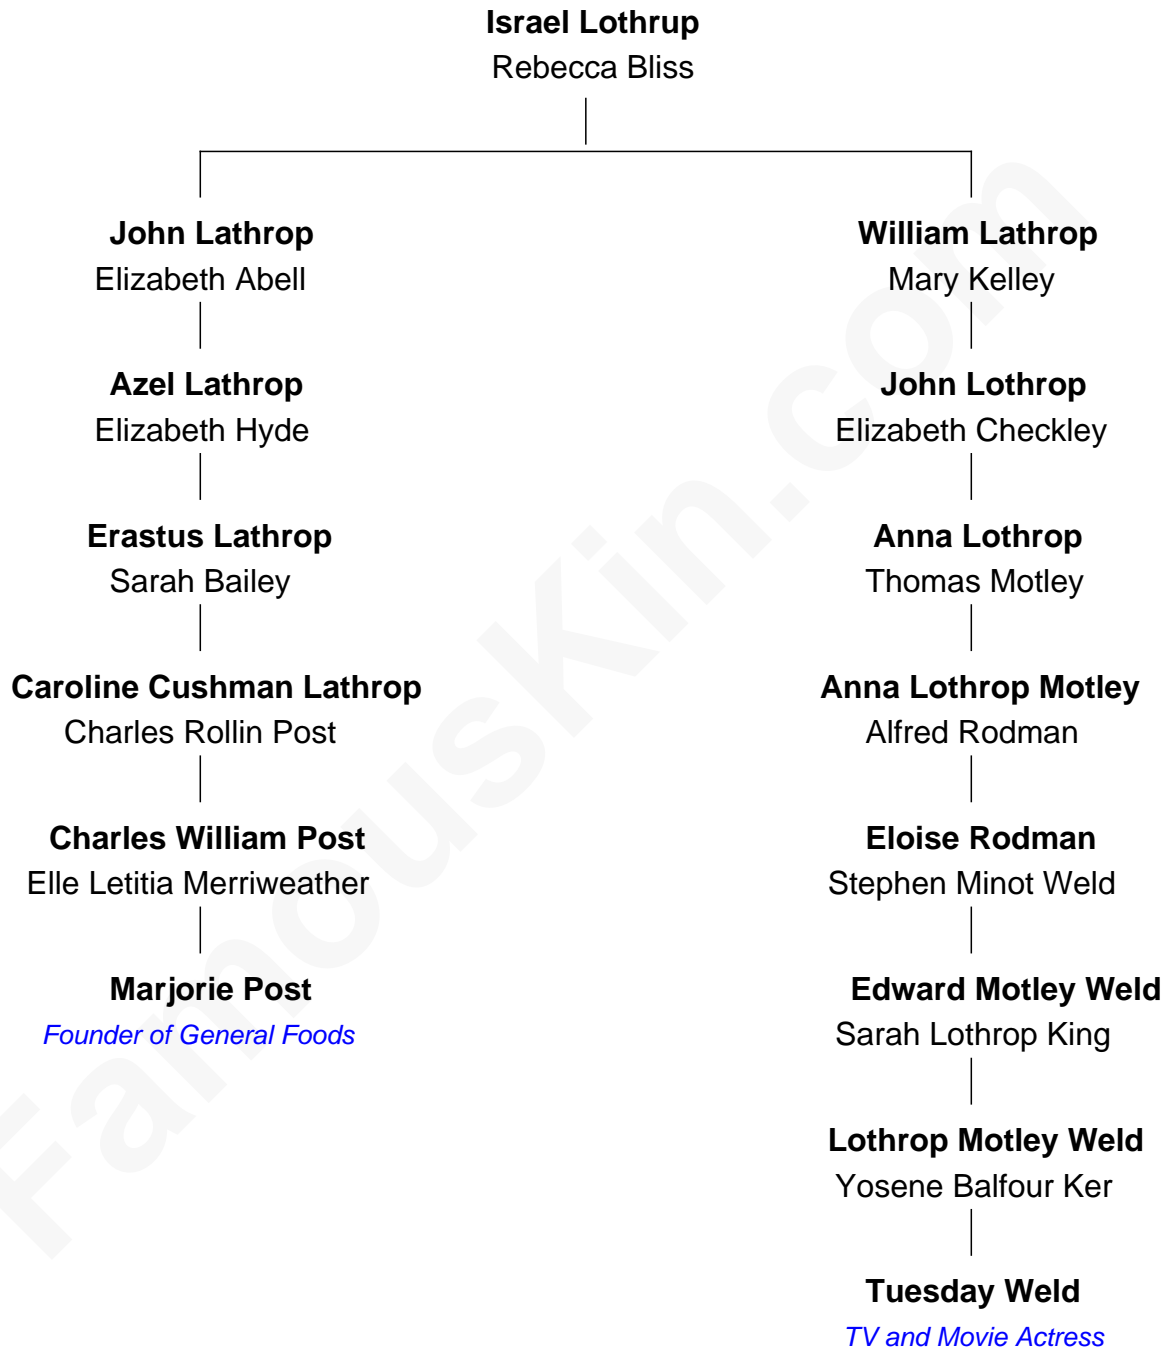 Israel Lothrup
Rebecca Bliss
John Lathrop
Elizabeth Abell
Azel Lathrop
Elizabeth Hyde
Erastus Lathrop
Sarah Bailey
Caroline Cushman Lathrop
Charles Rollin Post
Charles William Post
Elle Letitia Merriweather
Marjorie Post
Founder of General Foods
William Lathrop
Mary Kelley
John Lothrop
Elizabeth Checkley
Anna Lothrop
Thomas Motley
Anna Lothrop Motley
Alfred Rodman
Eloise Rodman
Stephen Minot Weld
Edward Motley Weld
Sarah Lothrop King
Lothrop Motley Weld
Yosene Balfour Ker
Tuesday Weld
TV and Movie Actress
FamousKin.com